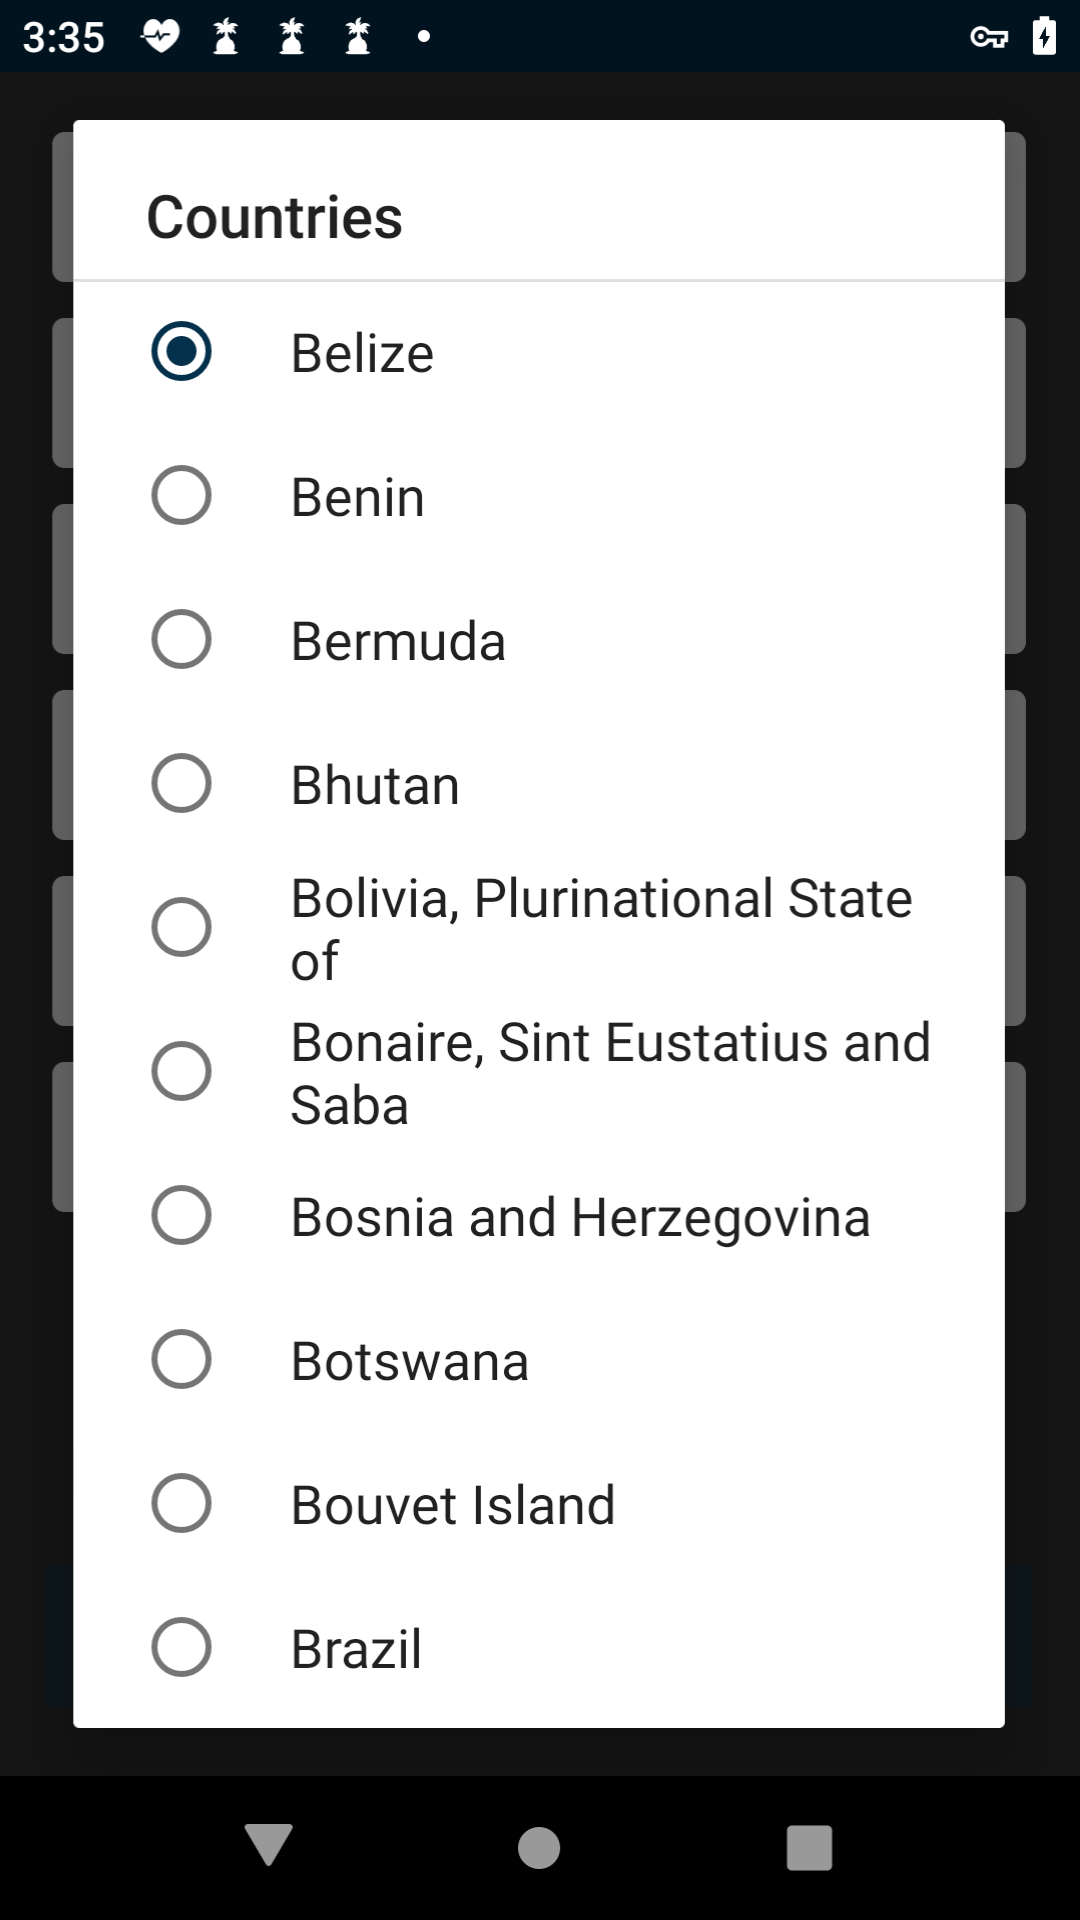 3:35
Countries
Belize
Benin
Bermuda
Bhutan
Bolivia, Plurinational State
of
Bonaire, Sint Eustatius and
Saba
Bosnia and Herzegovina
Botswana
Bouvet Island
Brazil